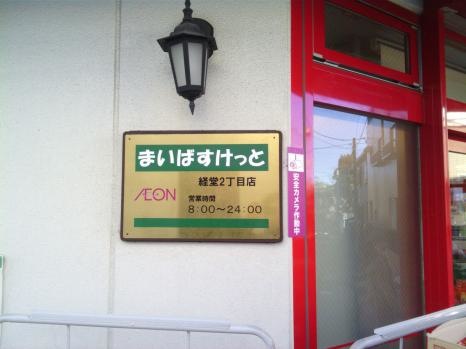 まいばすけっと
経堂2丁目店
ÆON
営業時間
8:00〜24:00
安全カメラ作動中